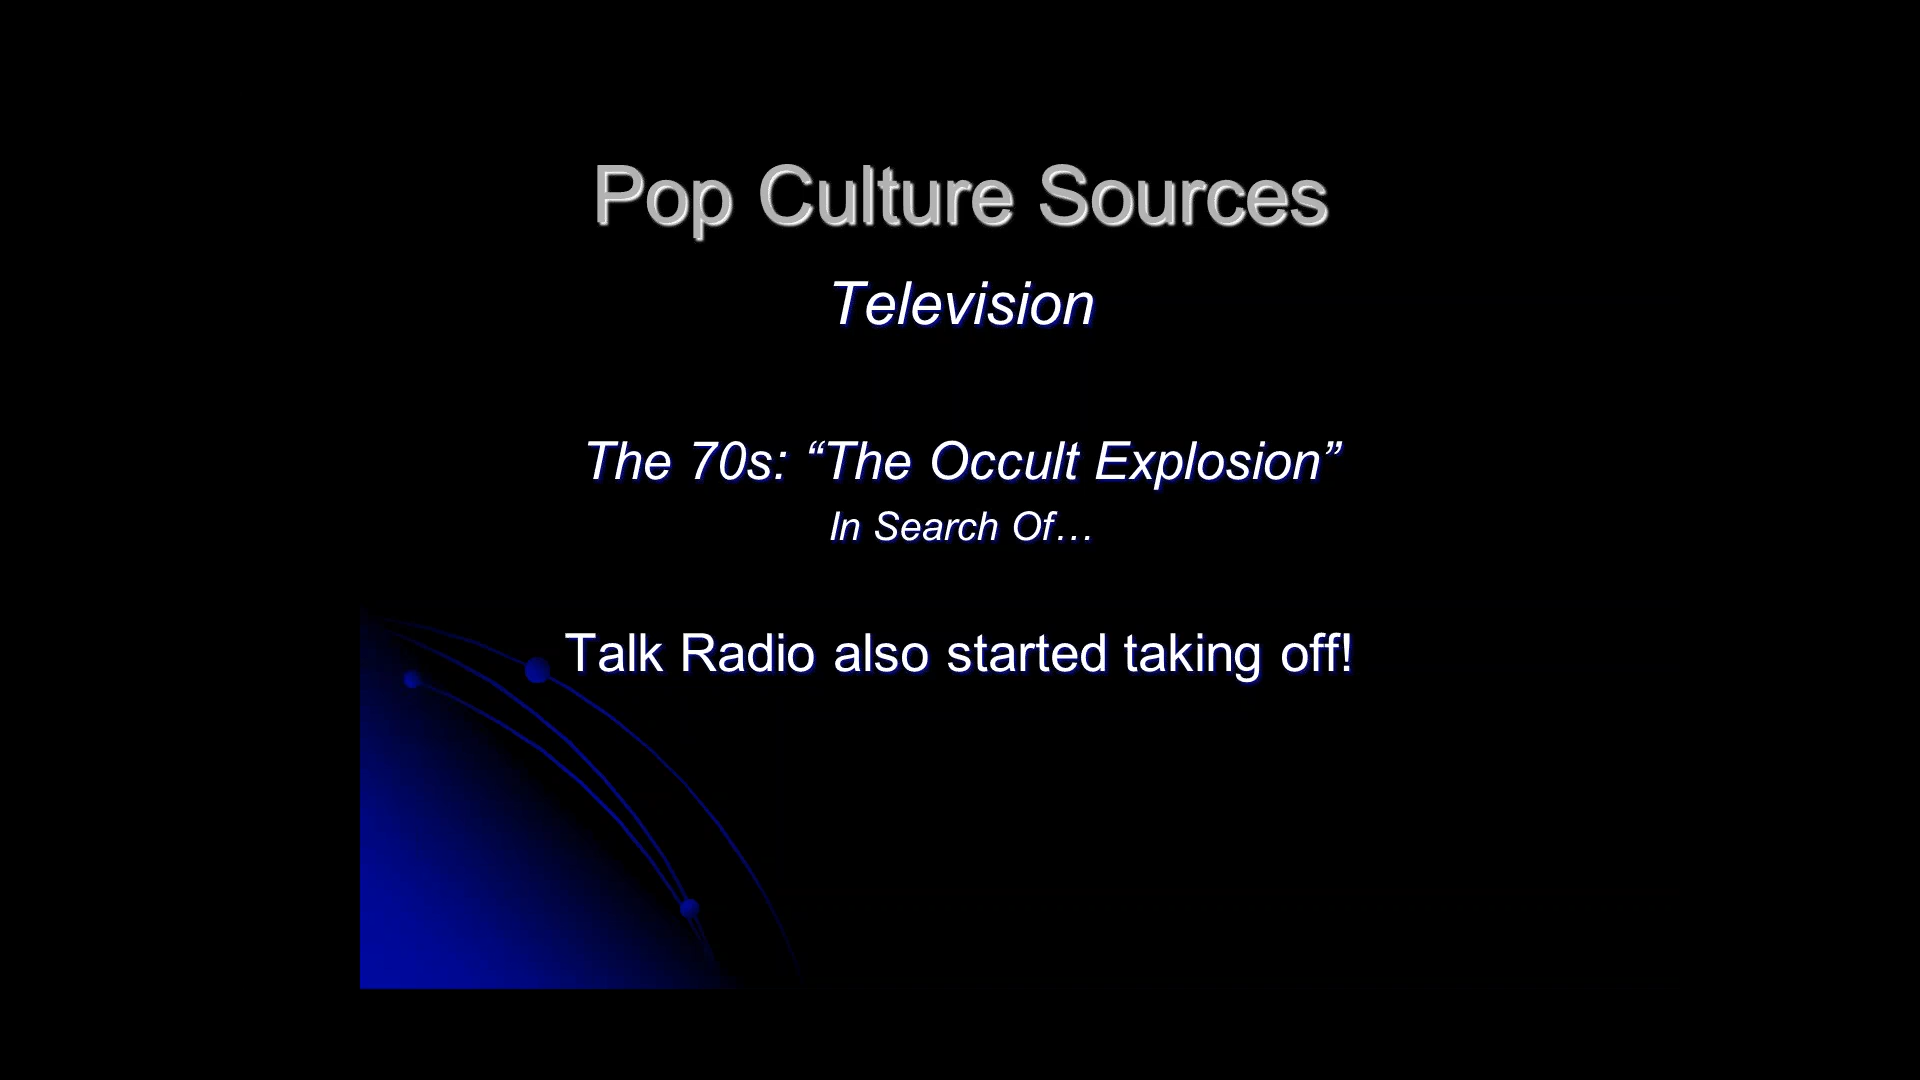 Pop Culture Sources
Television
The 70s: “The Occult Explosion”
In Search Of…
Talk Radio also started taking off!